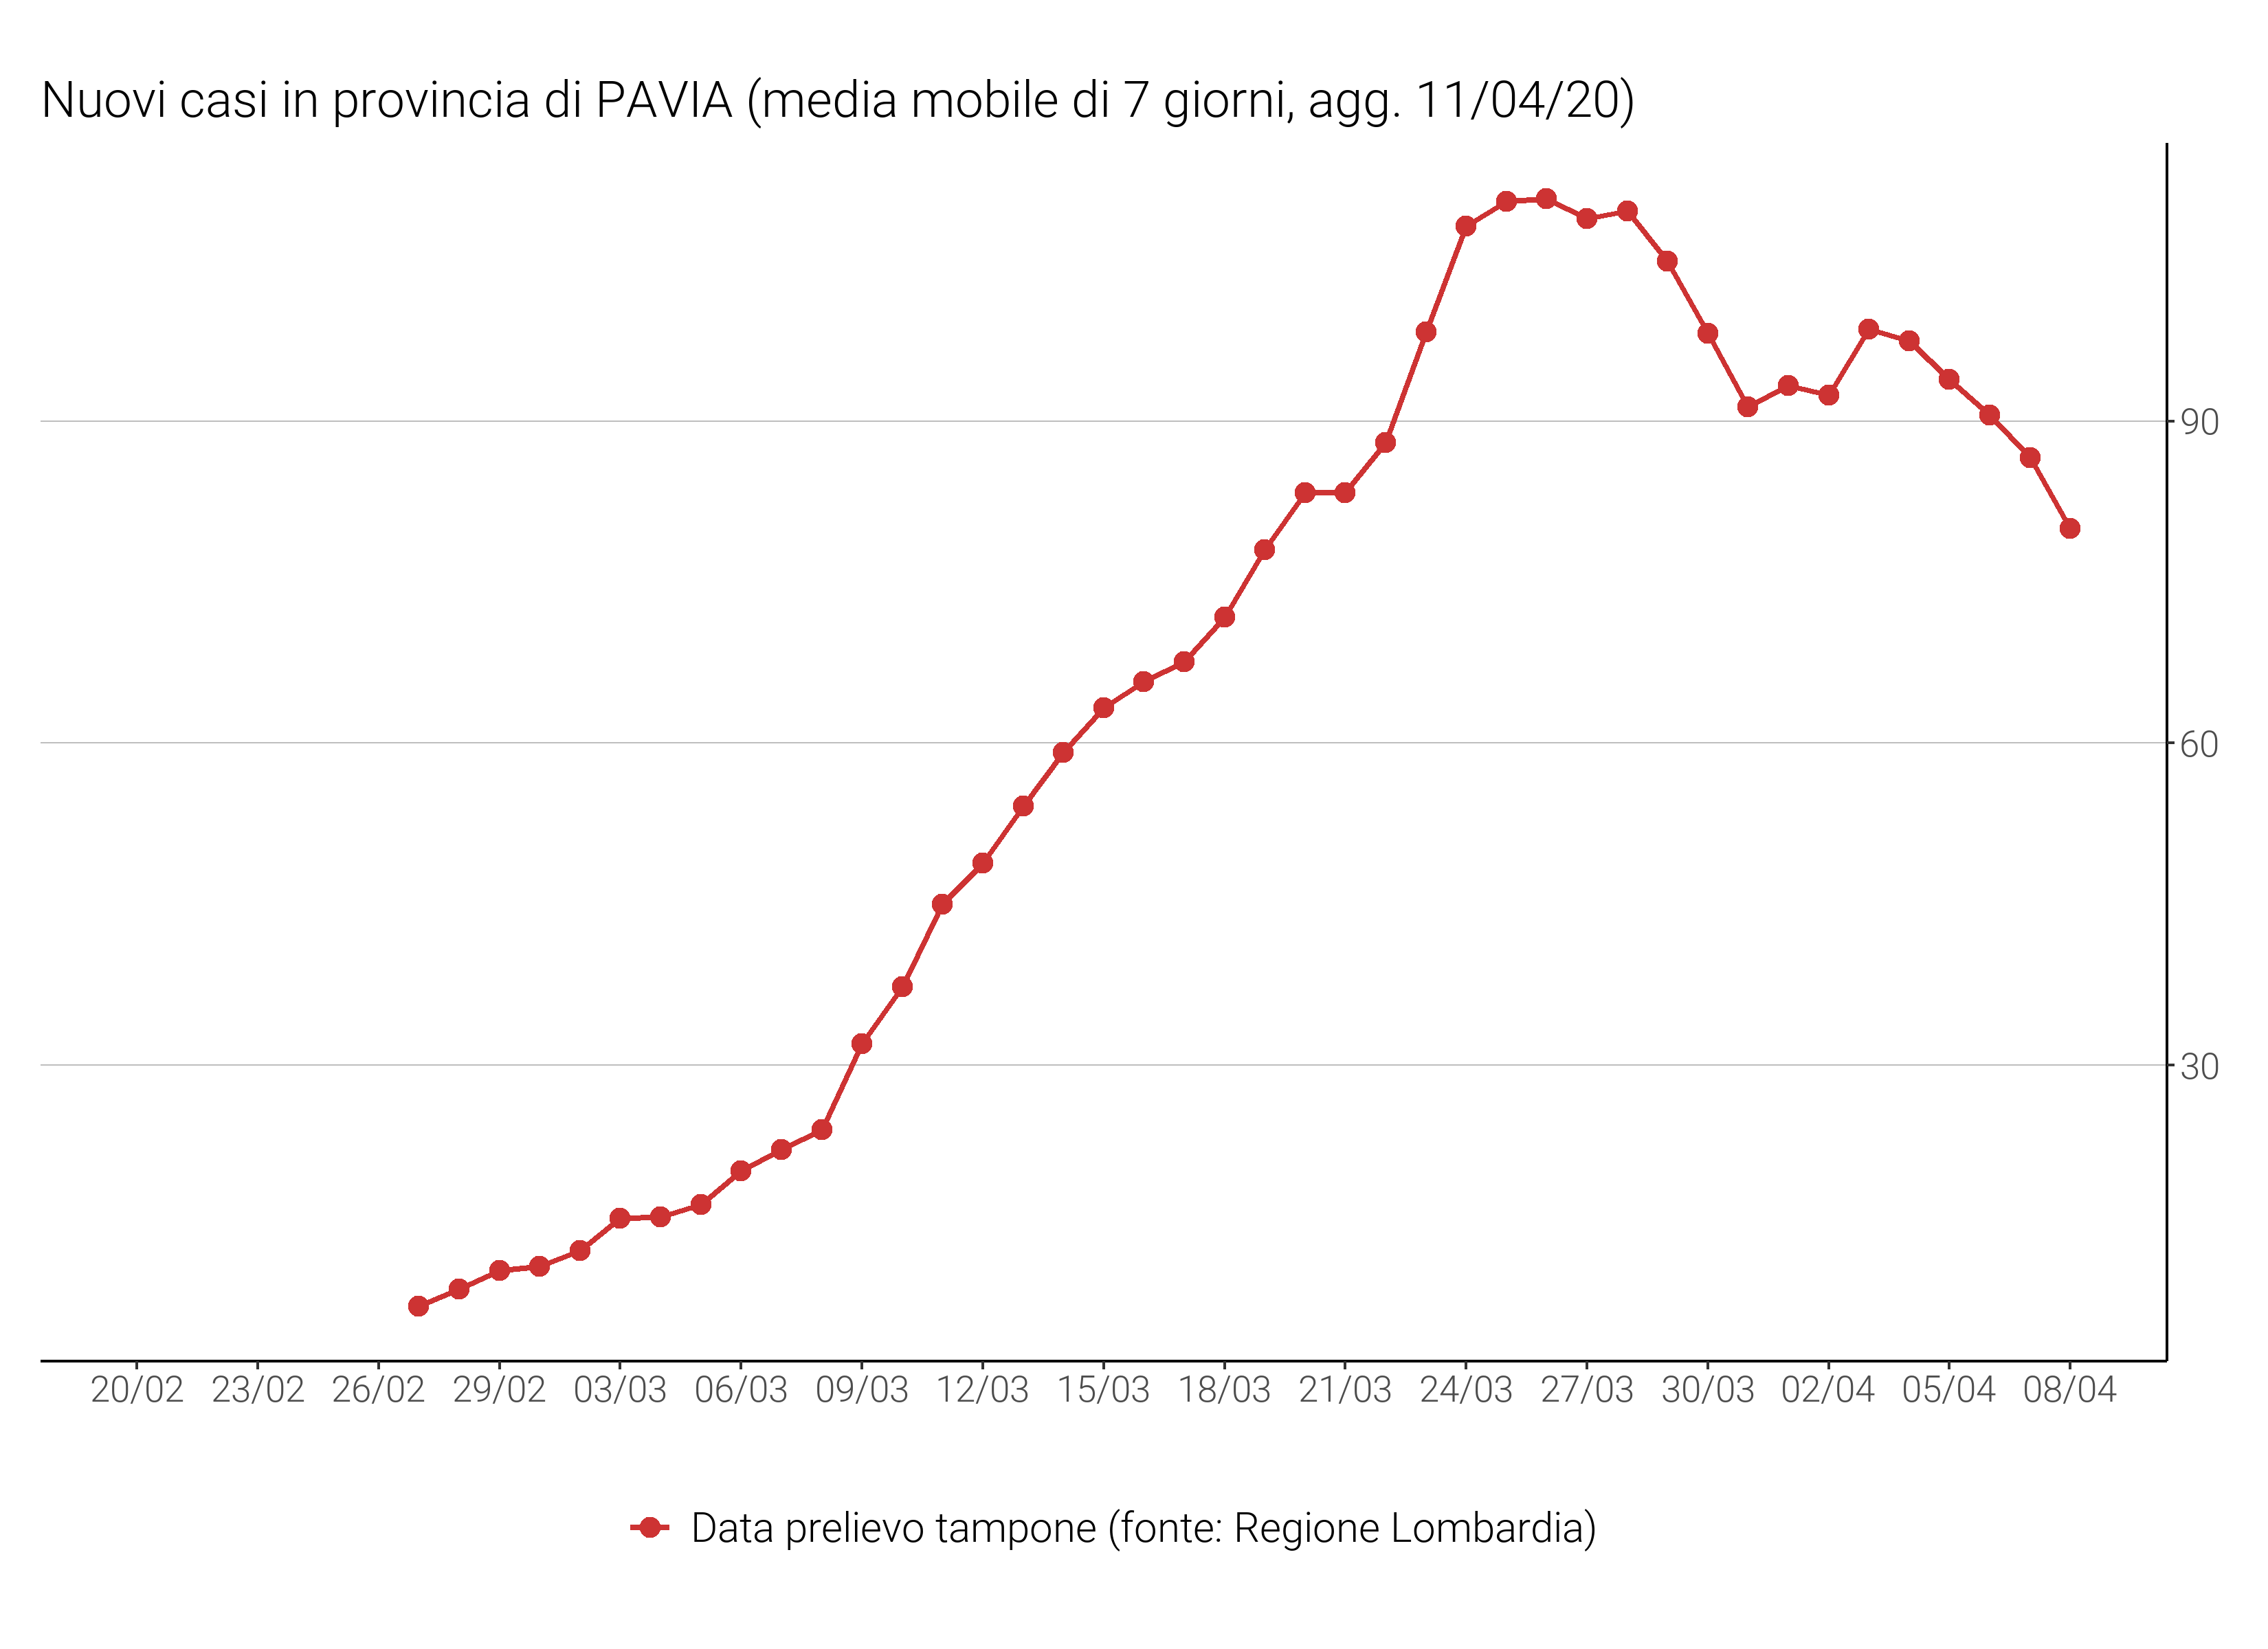 Nuovi casi in provincia di PAVIA (media mobile di 7 giorni, agg. 11/04/20)
90
60
30
20/02 23/02 26/02 29/02 03/03 06/03 09/03 12/03 15/03 18/03 21/03 24/03 27/03 30/03 02/04 05/04 08/04
Data prelievo tampone (fonte: Regione Lombardia)